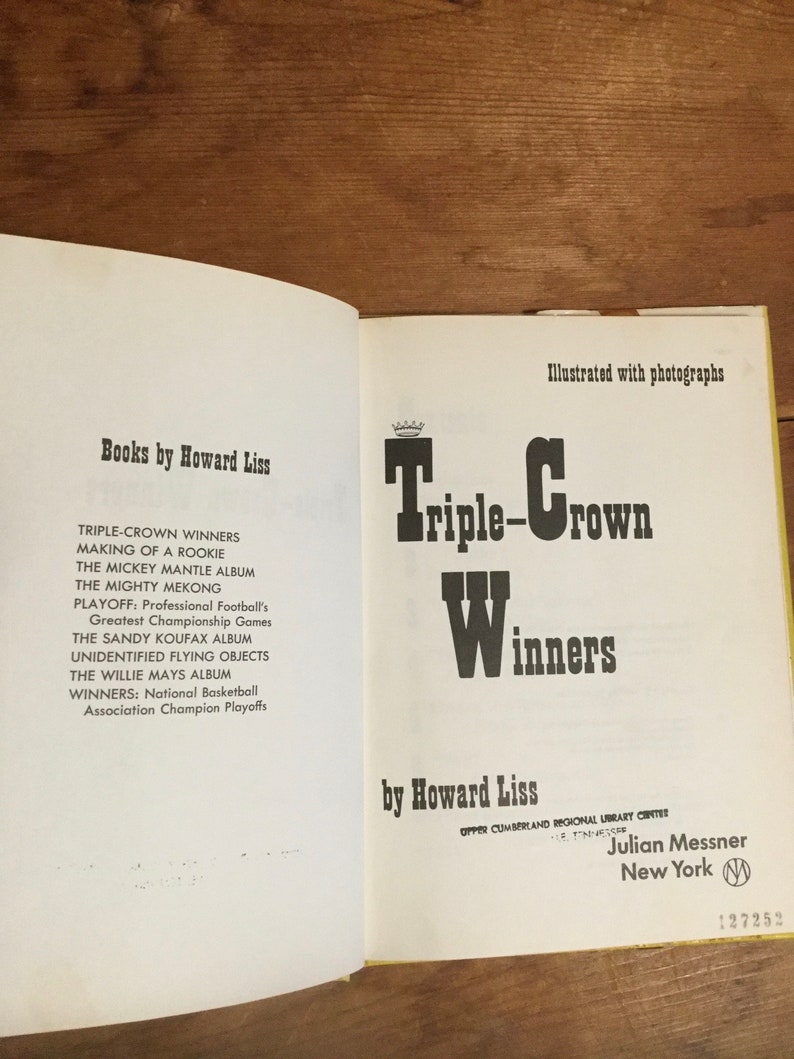 Books by Howard Liss
TRIPLE-CROWN WINNERS
MAKING OF A ROOKIE
THE MICKEY MANTLE ALBUM
THE MIGHTY MEKONG
PLAYOFF: Professional Football's
Greatest Championship Games
THE SANDY KOUFAX ALBUM
UNIDENTIFIED FLYING OBJECTS
THE WILLIE MAYS ALBUM
WINNERS: National Basketball
Association Champion Playoffs
Illustrated with photographs
Triple-Crown
Winners
by Howard Liss
UPPER CUMBERLAND REGIONAL LIBRARY CENTER
TENNESSEE
Julian Messner
New York
127252